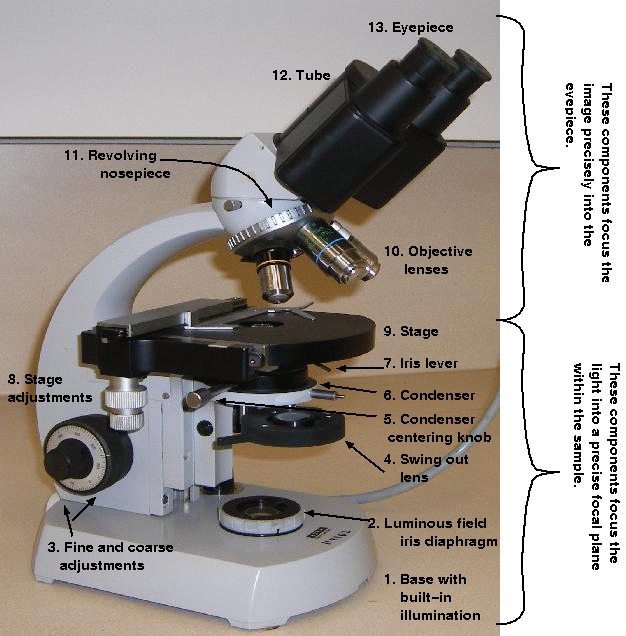 13. Eyepiece
12. Tube
11. Revolving
nosepiece
10. Objective
lenses
9. Stage
7. Iris lever
8. Stage
adjustments
6. Condenser
5. Condenser
centering knob
4. Swing out
lens
2. Luminous field
iris diaphragm
3. Fine and coarse
adjustments
1. Base with
built-in
illumination
These components focus the
image precisely into the
eyepiece.
These components focus the
light into a precise focal plane
within the sample.